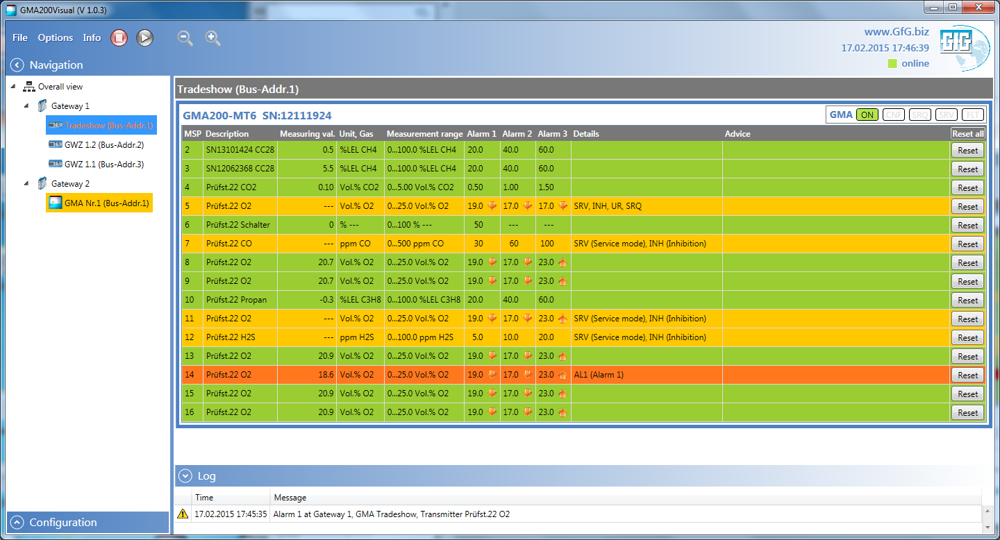 GMA200Visual (V 1.0.3)
File Options Info
www.GfG.biz
17.02.2015 17:46:39
online
GfG
Navigation
Overall view
Gateway 1
Tradeshow (Bus-Addr.1)
GWZ 1.2 (Bus-Addr.2)
GWZ 1.1 (Bus-Addr.3)
Gateway 2
GMA Nr.1 (Bus-Addr.1)
Configuration
Tradeshow (Bus-Addr.1)
GMA200-MT6 SN:12111924 GMA ON CNF SRQ SRV FLT
MSP Description Measuring val. Unit, Gas Measurement range Alarm 1 Alarm 2 Alarm 3 Details Advice Reset all
2 SN13101424 CC28 0.5 %LEL CH4 0...100.0 %LEL CH4 20.0 40.0 60.0 Reset
3 SN12062368 CC28 5.5 %LEL CH4 0...100.0 %LEL CH4 20.0 40.0 60.0 Reset
4 Prüfst.22 CO2 0.10 Vol.% CO2 0...5.00 Vol.% CO2 0.50 1.00 1.50 Reset
5 Prüfst.22 O2 --- Vol.% O2 0...25.0 Vol.% O2 19.0 17.0 17.0 SRV, INH, UR, SRQ Reset
6 Prüfst.22 Schalter 0 % --- 0...100 % --- 50 --- --- Reset
7 Prüfst.22 CO --- ppm CO 0...500 ppm CO 30 60 100 SRV (Service mode), INH (Inhibition) Reset
8 Prüfst.22 O2 20.7 Vol.% O2 0...25.0 Vol.% O2 19.0 17.0 23.0 Reset
9 Prüfst.22 O2 20.7 Vol.% O2 0...25.0 Vol.% O2 19.0 17.0 23.0 Reset
10 Prüfst.22 Propan -0.3 %LEL C3H8 0...100.0 %LEL C3H8 20.0 40.0 60.0 Reset
11 Prüfst.22 O2 --- Vol.% O2 0...25.0 Vol.% O2 19.0 17.0 23.0 SRV (Service mode), INH (Inhibition) Reset
12 Prüfst.22 H2S --- ppm H2S 0...100.0 ppm H2S 5.0 10.0 20.0 SRV (Service mode), INH (Inhibition) Reset
13 Prüfst.22 O2 20.9 Vol.% O2 0...25.0 Vol.% O2 19.0 17.0 23.0 Reset
14 Prüfst.22 O2 18.6 Vol.% O2 0...25.0 Vol.% O2 19.0 17.0 23.0 AL1 (Alarm 1) Reset
15 Prüfst.22 O2 20.9 Vol.% O2 0...25.0 Vol.% O2 19.0 17.0 23.0 Reset
16 Prüfst.22 O2 20.9 Vol.% O2 0...25.0 Vol.% O2 19.0 17.0 23.0 Reset
Log
Time Message
17.02.2015 17:45:35 Alarm 1 at Gateway 1, GMA Tradeshow, Transmitter Prüfst.22 O2